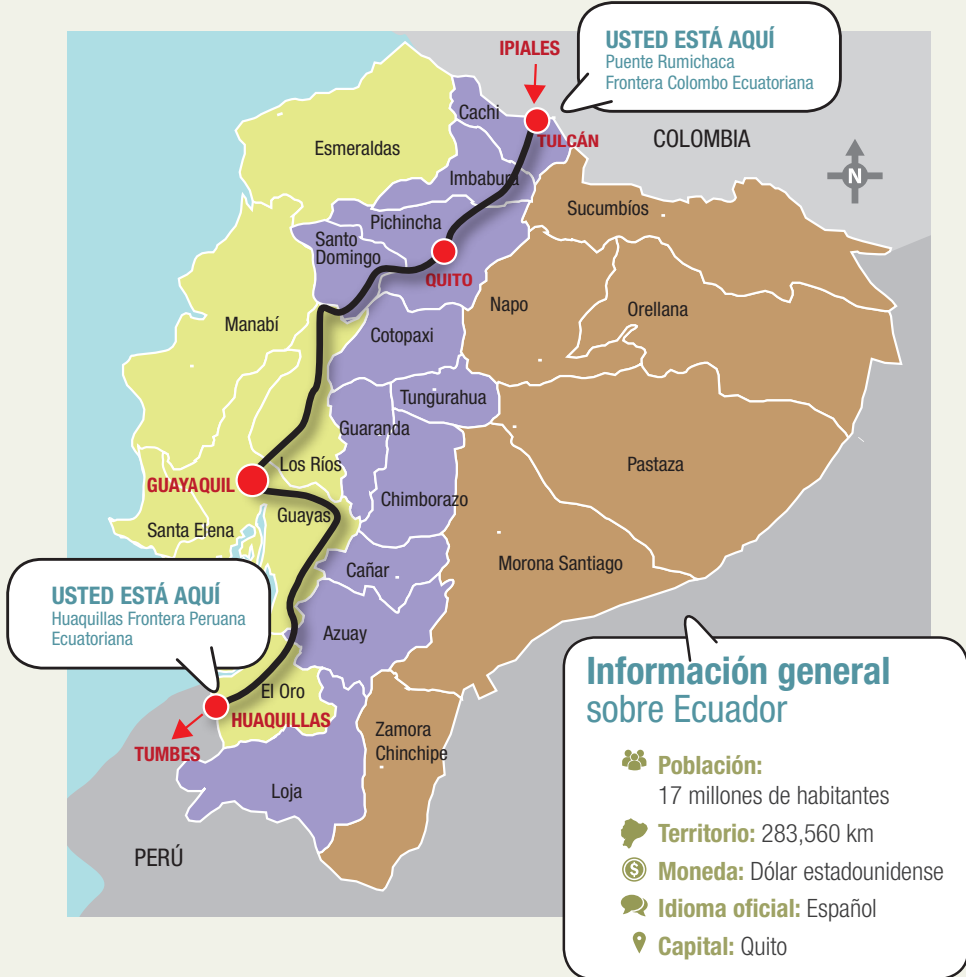 USTED ESTÁ AQUÍ
Puente Rumichaca
Frontera Colombo Ecuatoriana
IPIALES
Cachi
TULCÁN
COLOMBIA
Esmeraldas
Imbabura
N
Sucumbíos
Pichincha
Santo
Domingo
QUITO
Napo
Orellana
Manabí
Cotopaxi
Tungurahua
Guaranda
Los Ríos
Pastaza
GUAYAQUIL
Chimborazo
Guayas
Santa Elena
Morona Santiago
Cañar
USTED ESTÁ AQUÍ
Huaquillas Frontera Peruana
Ecuatoriana
Azuay
El Oro
HUAQUILLAS
TUMBES
Zamora
Chinchipe
Loja
PERÚ
Información general
sobre Ecuador
Población:
17 millones de habitantes
Territorio: 283,560 km
$ Moneda: Dólar estadounidense
Idioma oficial: Español
Capital: Quito